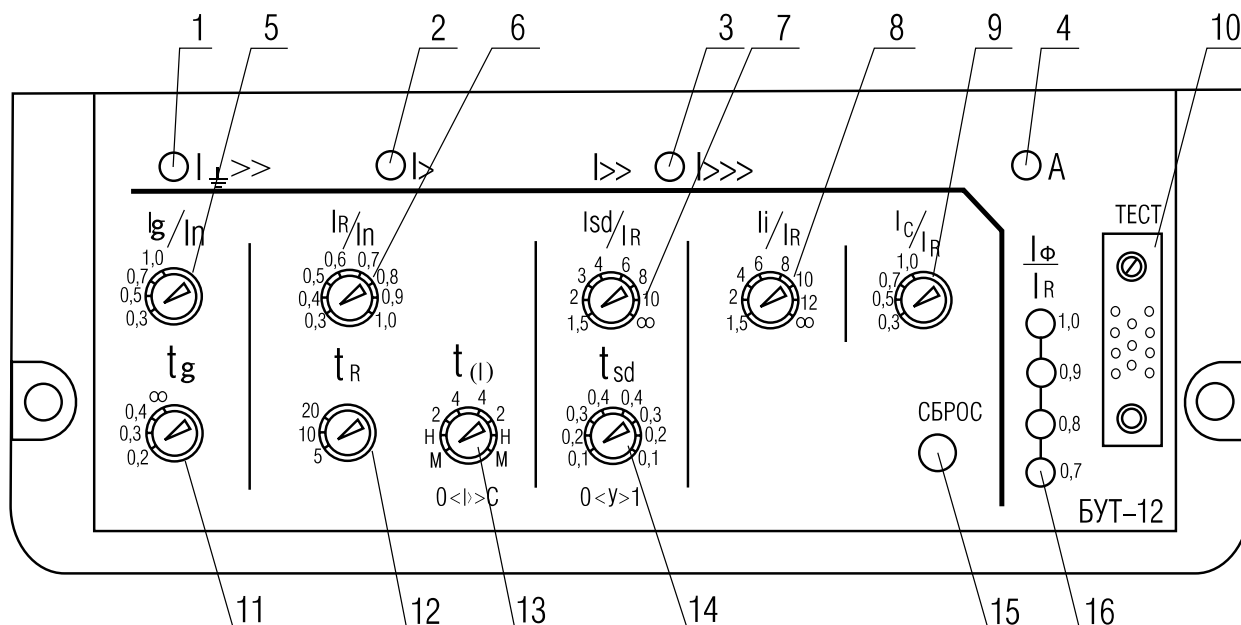 1 5 2 6 3 7 8 9 4 10
I⏚>> I> I>> I>>> A
Ig/In IR/In Isd/IR Ii/IR IC/IR
ТЕСТ
0,3 0,5 0,7 1,0
0,3 0,4 0,5 0,6 0,7 0,8 0,9 1,0
1,5 2 3 4 6 8 10 ∞
1,5 2 4 6 8 10 12 ∞
0,3 0,5 0,7 1,0
IФ
IR
1,0
0,9
0,8
0,7
tg tR t(I) tsd
0,2 0,3 0,4 ∞
5 10 20
М Н 2 4 4 2 Н М
0,1 0,2 0,3 0,4 0,4 0,3 0,2 0,1
0<I>>C
0<У>1
СБРОС
БУТ–12
11 12 13 14 15 16